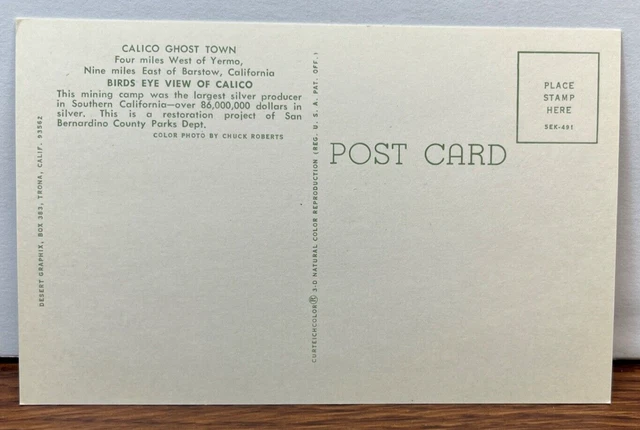 CALICO GHOST TOWN
Four miles West of Yermo,
Nine miles East of Barstow, California
BIRDS EYE VIEW OF CALICO
This mining camp was the largest silver producer
in Southern California—over 86,000,000 dollars in
silver. This is a restoration project of San
Bernardino County Parks Dept.
COLOR PHOTO BY CHUCK ROBERTS
DESERT GRAPHIX, BOX 383, TRONA, CALIF. 93562
CURTEICHCOLOR® 3-D NATURAL COLOR REPRODUCTION (REG. U. S. A. PAT. OFF.)
POST CARD
PLACE
STAMP
HERE
5EK-491